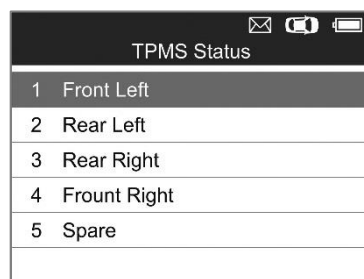 TPMS Status
1 Front Left
2 Rear Left
3 Rear Right
4 Frount Right
5 Spare